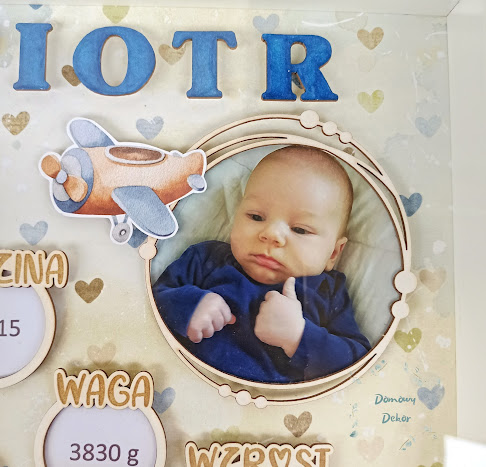 IOTR
ZINA
15
WAGA
3830 g
Domowy
Dekor
WZROST